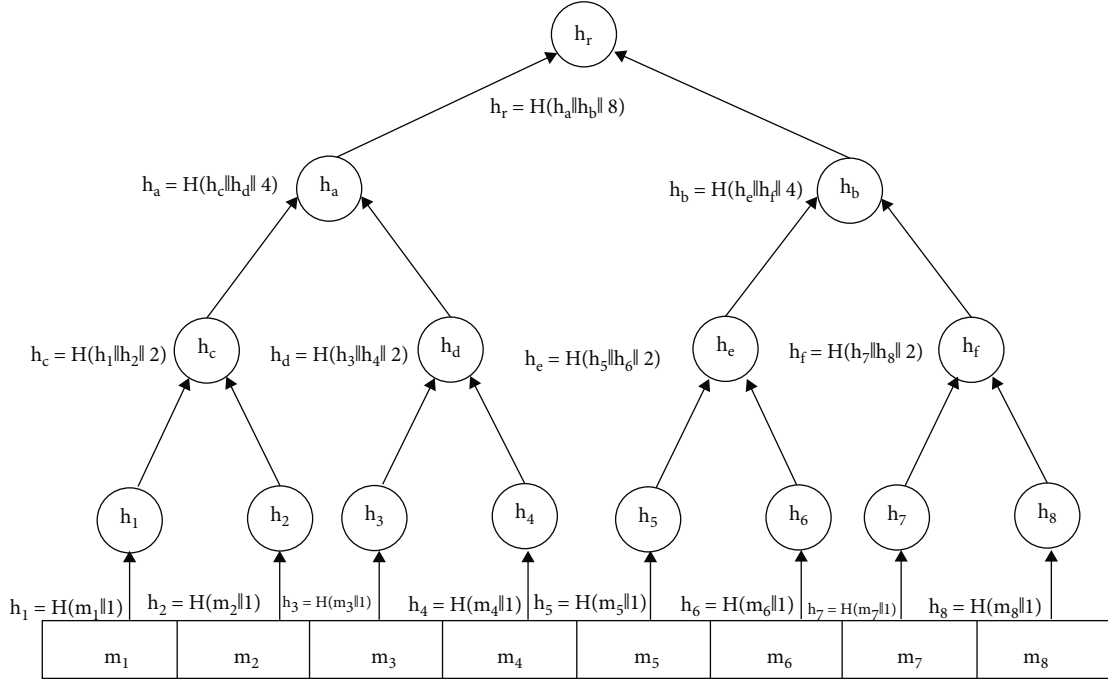 h_r
h_r = H(h_a‖h_b‖ 8)
h_a = H(h_c‖h_d‖ 4)
h_a
h_b = H(h_e‖h_f‖ 4)
h_b
h_c = H(h_1‖h_2‖ 2)
h_c
h_d = H(h_3‖h_4‖ 2)
h_d
h_e = H(h_5‖h_6‖ 2)
h_e
h_f = H(h_7‖h_8‖ 2)
h_f
h_1
h_2
h_3
h_4
h_5
h_6
h_7
h_8
h_1 = H(m_1‖1)
h_2 = H(m_2‖1)
h_3 = H(m_3‖1)
h_4 = H(m_4‖1)
h_5 = H(m_5‖1)
h_6 = H(m_6‖1)
h_7 = H(m_7‖1)
h_8 = H(m_8‖1)
m_1
m_2
m_3
m_4
m_5
m_6
m_7
m_8